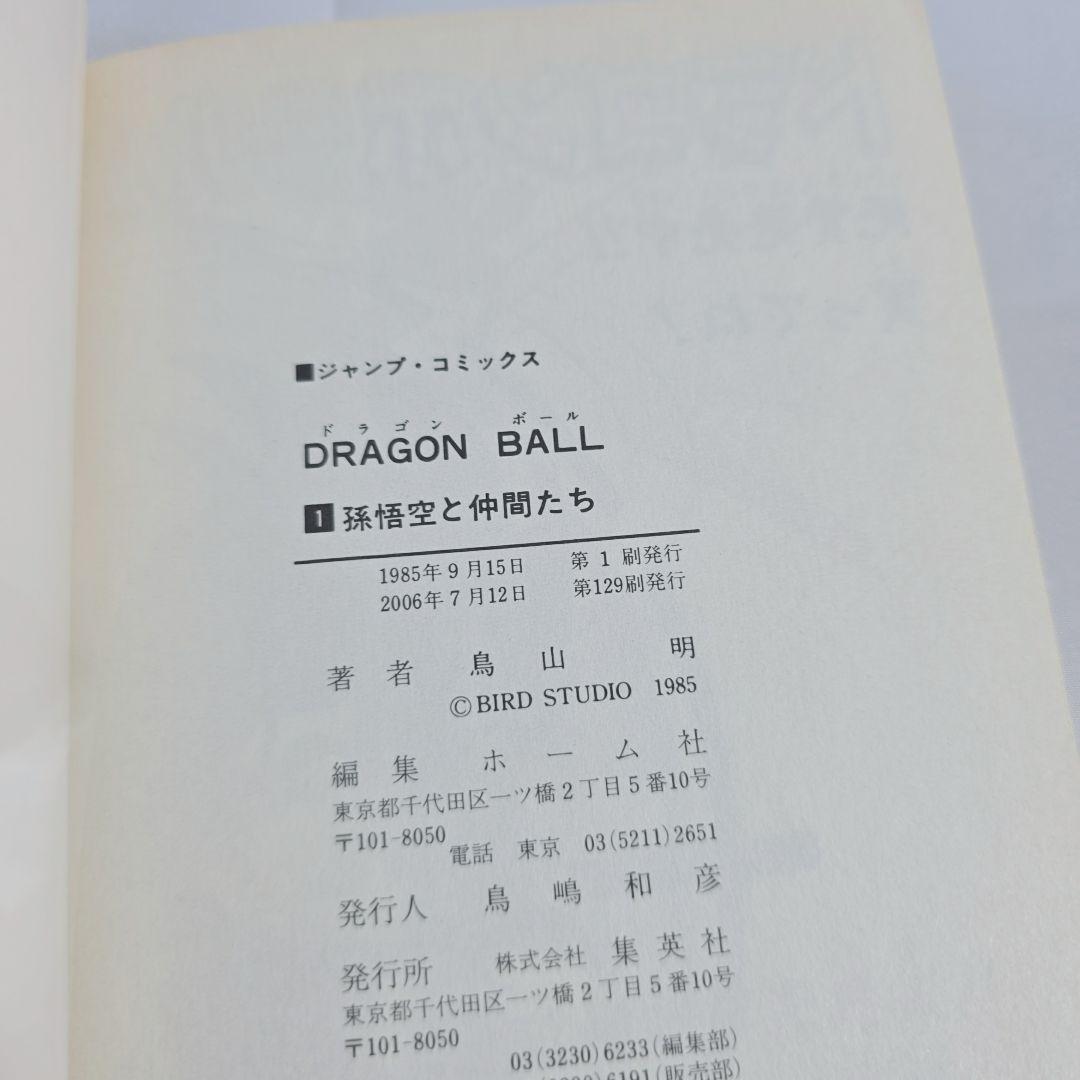 ■ジャンプ・コミックス
ドラゴン ボール
DRAGON BALL
1 孫悟空と仲間たち
1985年9月15日 第1刷発行
2006年7月12日 第129刷発行
著者 鳥山 明
©BIRD STUDIO 1985
編集 ホーム社
東京都千代田区一ツ橋2丁目5番10号
〒101-8050
電話 東京 03(5211)2651
発行人 鳥嶋和彦
発行所 株式会社 集英社
東京都千代田区一ツ橋2丁目5番10号
〒101-8050
03(3230)6233(編集部)
6191(販売部)